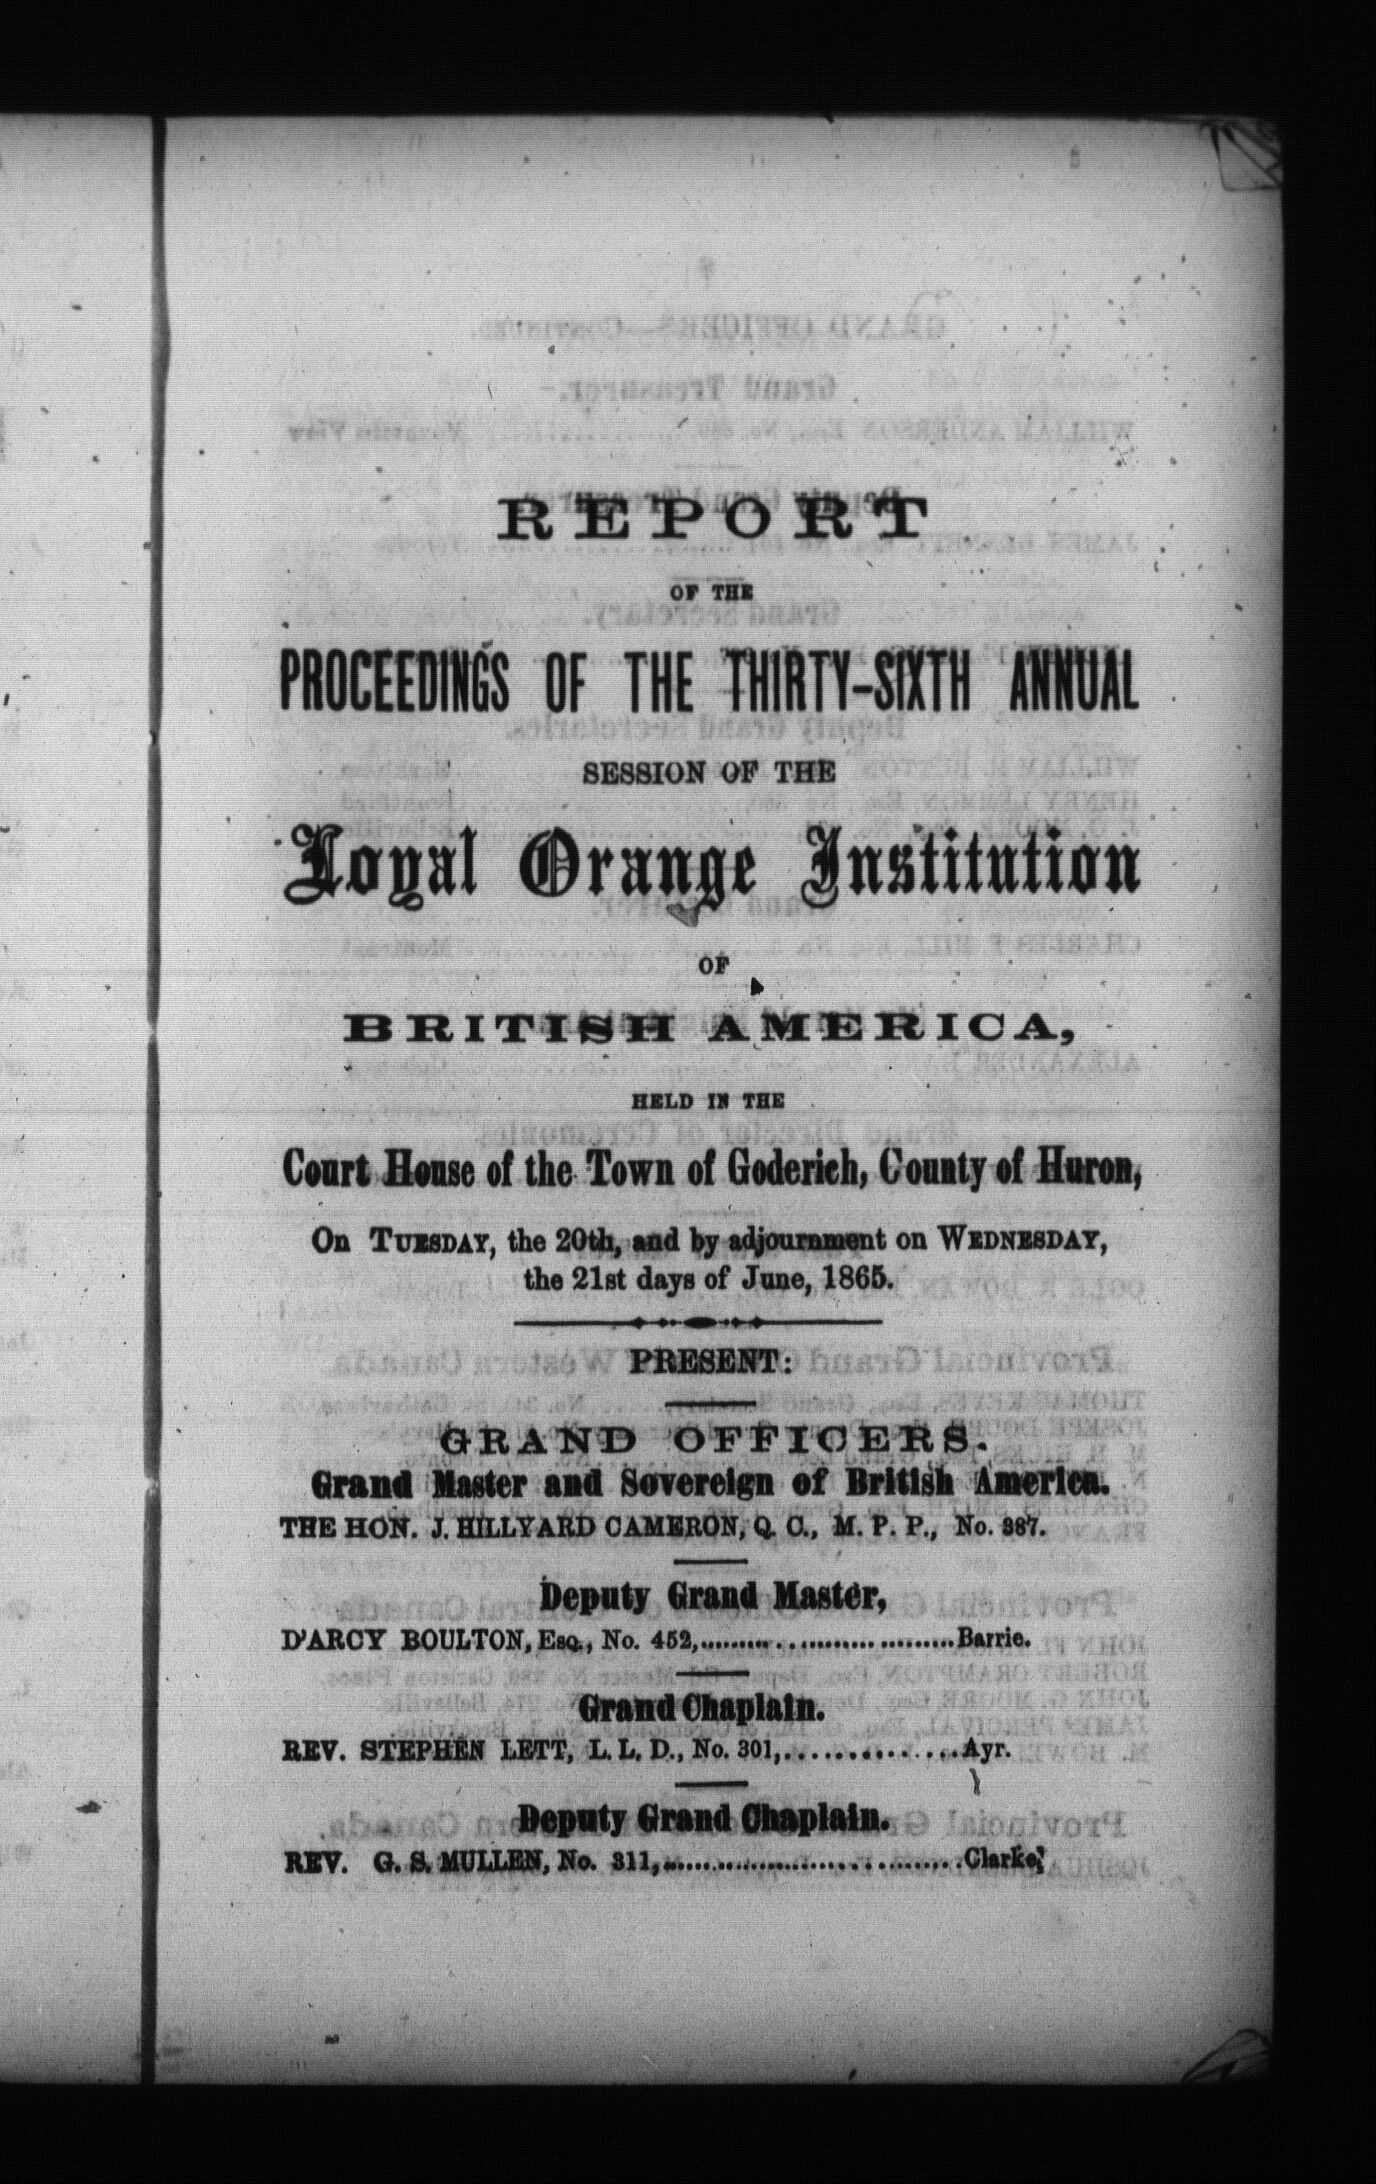 REPORT
OF THE
PROCEEDINGS OF THE THIRTY-SIXTH ANNUAL
SESSION OF THE
Loyal Orange Institution
OF
BRITISH AMERICA,
HELD IN THE
Court House of the Town of Goderich, County of Huron,
On TUESDAY, the 20th, and by adjournment on WEDNESDAY,
the 21st days of June, 1865.
PRESENT:
GRAND OFFICERS.
Grand Master and Sovereign of British America.
THE HON. J. HILLYARD CAMERON, Q. C., M. P. P., No. 387.
Deputy Grand Master,
D'ARCY BOULTON, Esq., No. 452,..............................Barrie.
Grand Chaplain.
REV. STEPHEN LETT, L. L. D., No. 301,..............Ayr.
Deputy Grand Chaplain.
REV. G. S. MULLEN, No. 311,..............................Clarke,